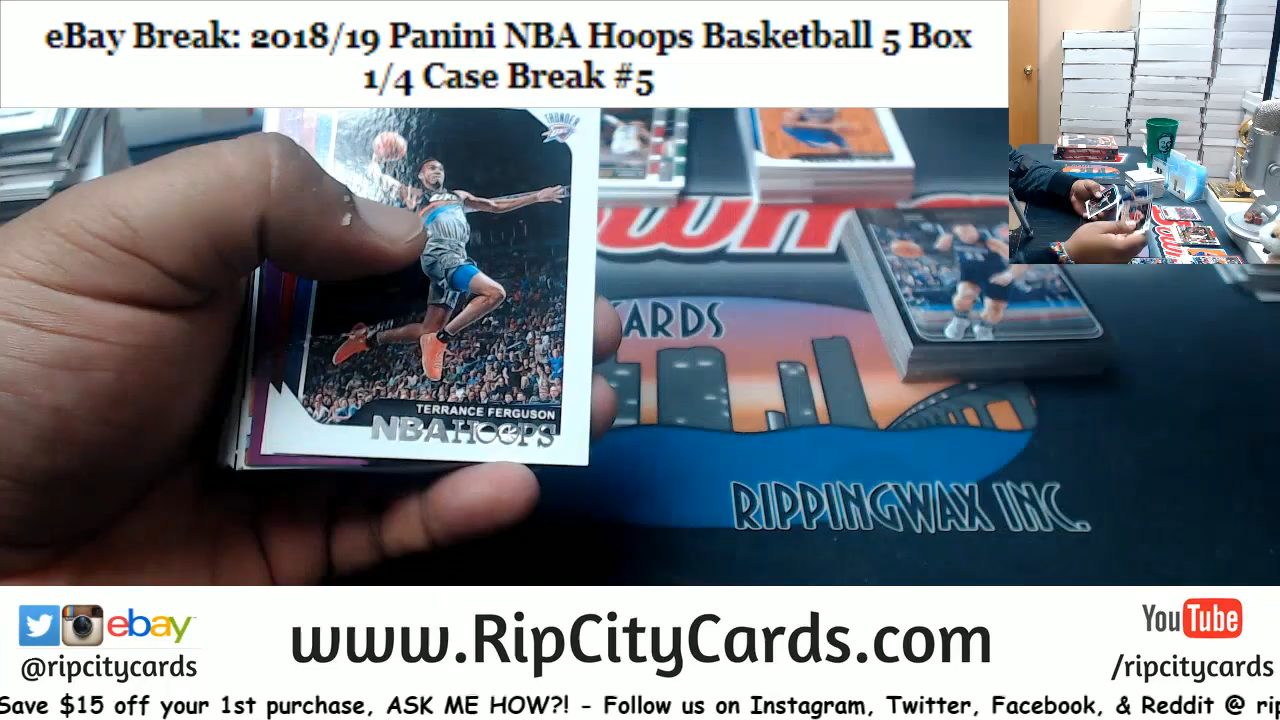 eBay Break: 2018/19 Panini NBA Hoops Basketball 5 Box
1/4 Case Break #5
THUNDER
TERRANCE FERGUSON
NBA HOOPS
CARDS
RIPPINGWAX INC.
ebay
@ripcitycards
www.RipCityCards.com
YouTube
/ripcitycards
Save $15 off your 1st purchase, ASK ME HOW?! - Follow us on Instagram, Twitter, Facebook, & Reddit @ rip